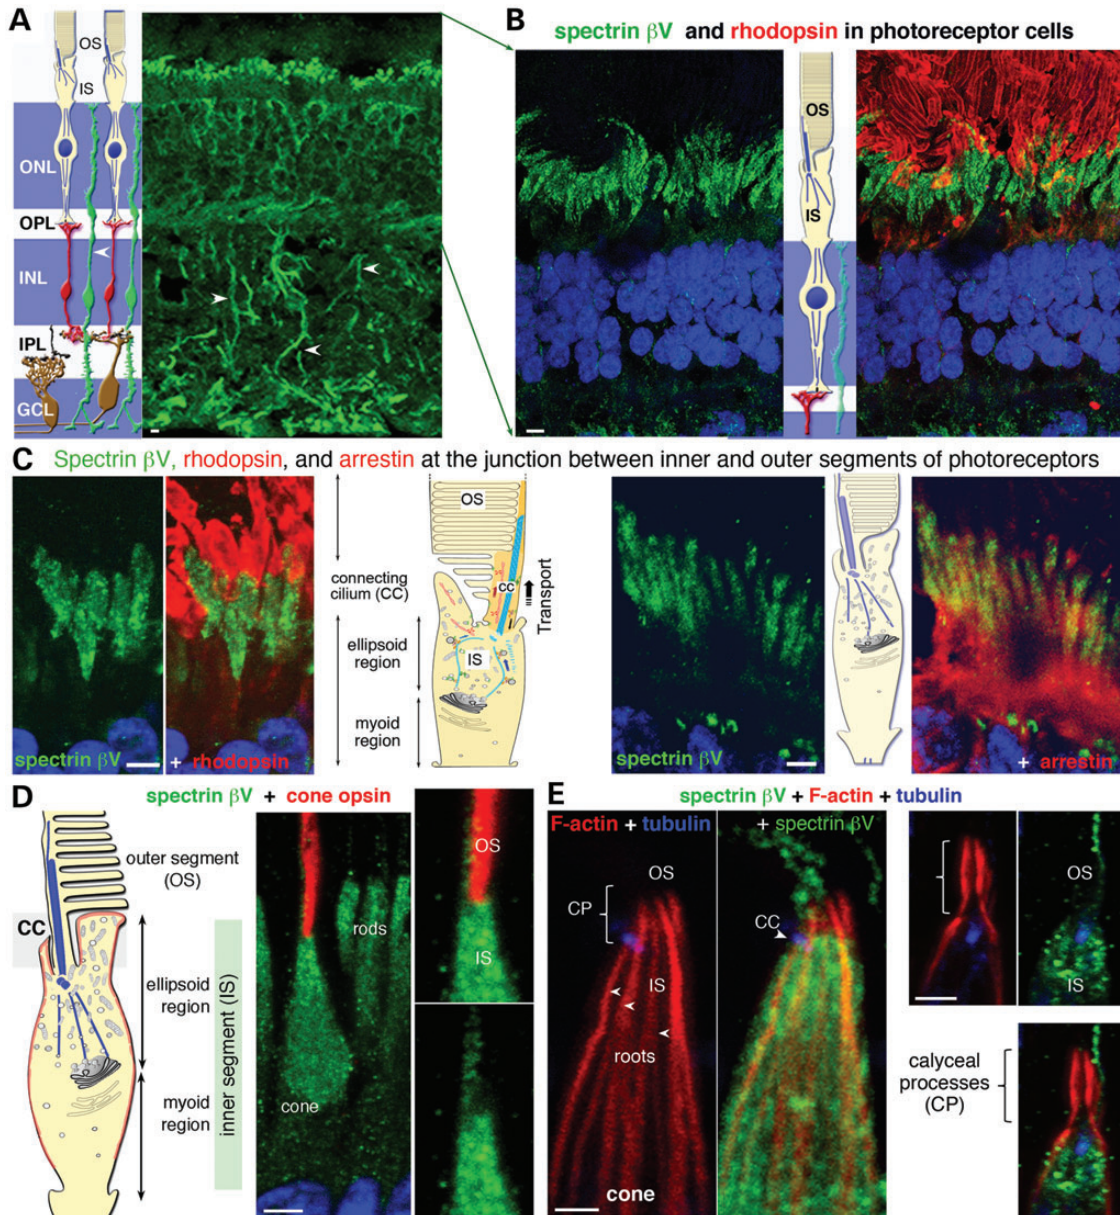 A
OS
IS
ONL
OPL
INL
IPL
GCL
B
spectrin βV and rhodopsin in photoreceptor cells
OS
IS
C
Spectrin βV, rhodopsin, and arrestin at the junction between inner and outer segments of photoreceptors
spectrin βV
+ rhodopsin
connecting
cilium (CC)
ellipsoid
region
myoid
region
OS
CC
IS
Transport
spectrin βV
+ arrestin
D
spectrin βV + cone opsin
outer segment
(OS)
CC
ellipsoid
region
myoid
region
inner segment (IS)
rods
cone
OS
IS
E
spectrin βV + F-actin + tubulin
F-actin + tubulin
OS
CP
IS
roots
cone
+ spectrin βV
OS
CC
IS
OS
IS
calyceal
processes
(CP)